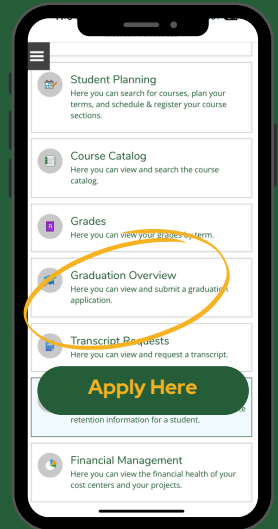 Student Planning
Here you can search for courses, plan your
terms, and schedule & register your course
sections.
Course Catalog
Here you can view and search the course
catalog.
Grades
Here you can view your grades by term.
Graduation Overview
Here you can view and submit a graduation
application.
Transcript Requests
Here you can view and request a transcript.
Apply Here
retention information for a student.
Financial Management
Here you can view the financial health of your
cost centers and your projects.